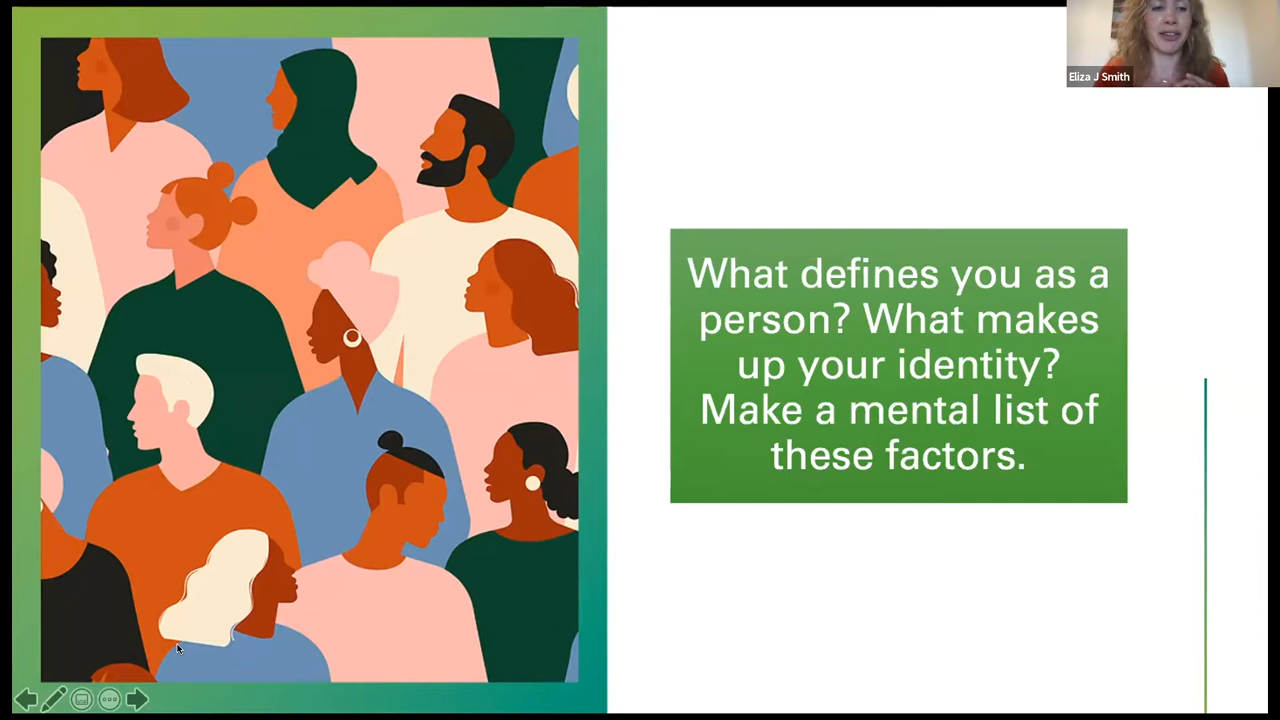 Eliza J Smith
What defines you as a
person? What makes
up your identity?
Make a mental list of
these factors.